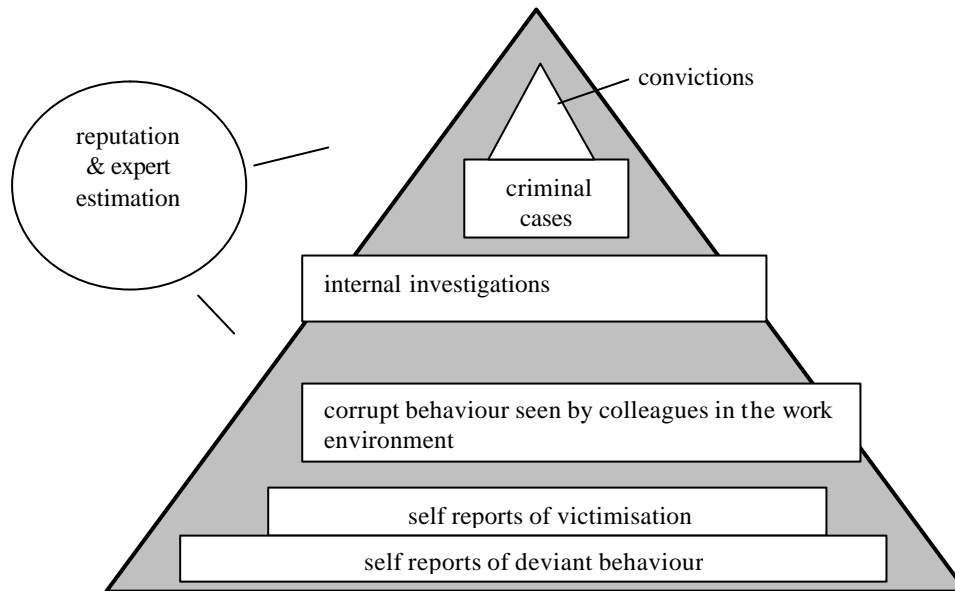 convictions
reputation
& expert
estimation
criminal
cases
internal investigations
corrupt behaviour seen by colleagues in the work
environment
self reports of victimisation
self reports of deviant behaviour